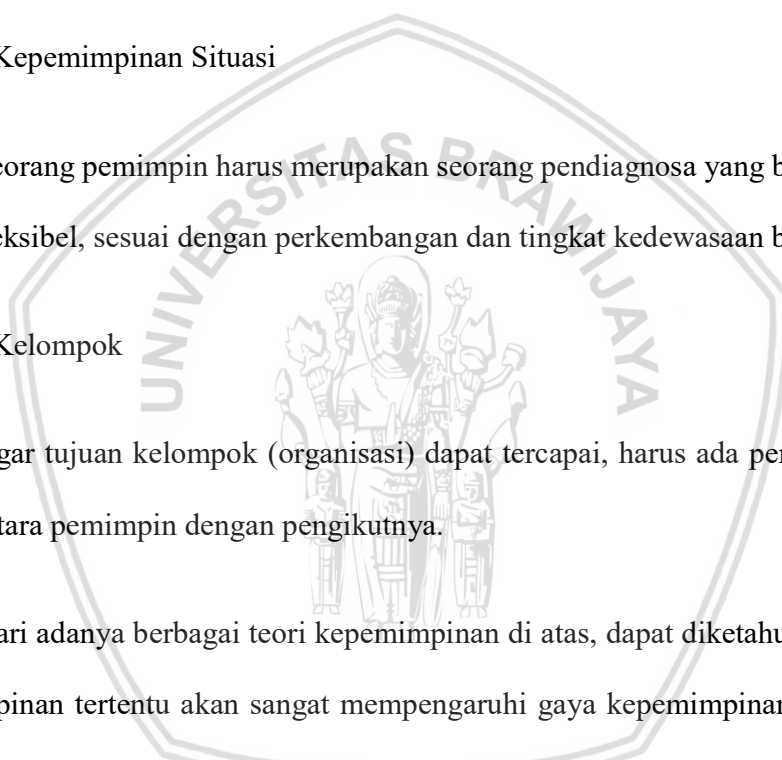 Kepemimpinan Situasi
eorang pemimpin harus merupakan seorang pendiagnosa yang b
eksibel, sesuai dengan perkembangan dan tingkat kedewasaan b
Kelompok
gar tujuan kelompok (organisasi) dapat tercapai, harus ada pe
tara pemimpin dengan pengikutnya.
ari adanya berbagai teori kepemimpinan di atas, dapat diketahu
pinan tertentu akan sangat mempengaruhi gaya kepemimpinan
UNIVERSITAS BRAWIJAYA